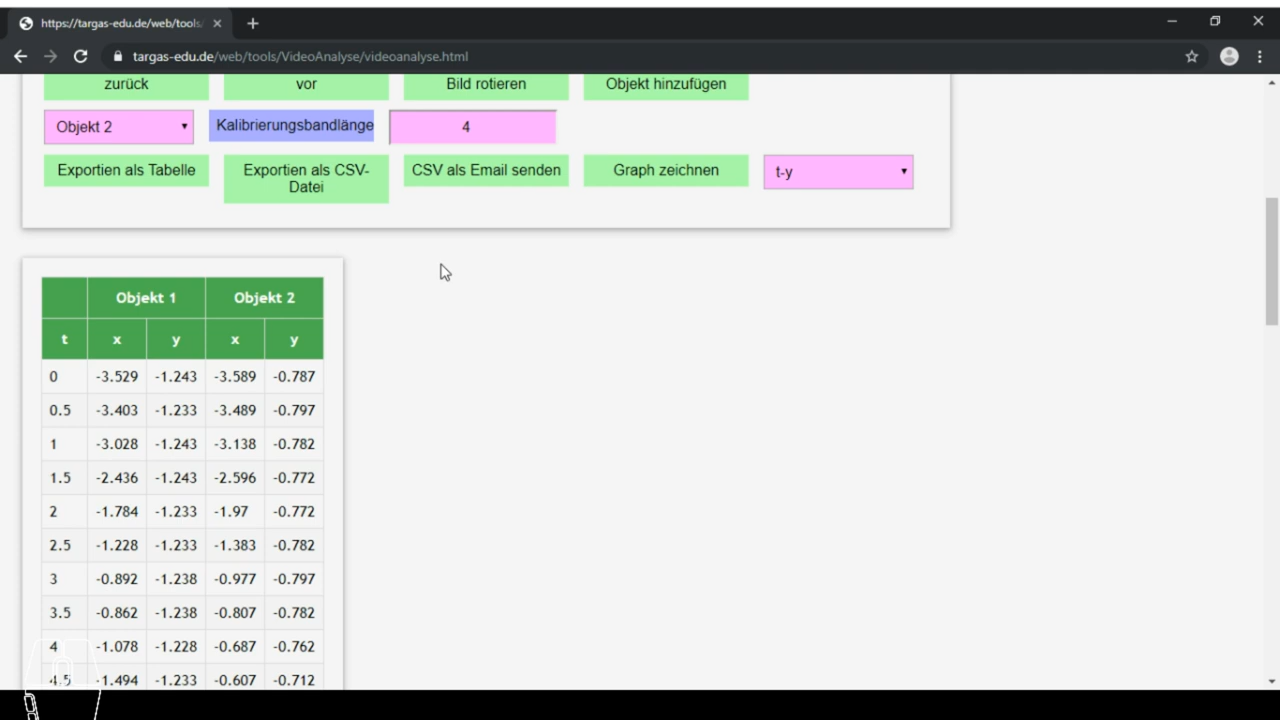 https://targas-edu.de/web/tools
targas-edu.de/web/tools/VideoAnalyse/videoanalyse.html
zurück vor Bild rotieren Objekt hinzufügen
Objekt 2 Kalibrierungsbandlänge 4
Exportien als Tabelle Exportien als CSV-Datei CSV als Email senden Graph zeichnen t-y
Objekt 1 Objekt 2
t x y x y
0 -3.529 -1.243 -3.589 -0.787
0.5 -3.403 -1.233 -3.489 -0.797
1 -3.028 -1.243 -3.138 -0.782
1.5 -2.436 -1.243 -2.596 -0.772
2 -1.784 -1.233 -1.97 -0.772
2.5 -1.228 -1.233 -1.383 -0.782
3 -0.892 -1.238 -0.977 -0.797
3.5 -0.862 -1.238 -0.807 -0.782
4 -1.078 -1.228 -0.687 -0.762
4.5 -1.494 -1.233 -0.607 -0.712